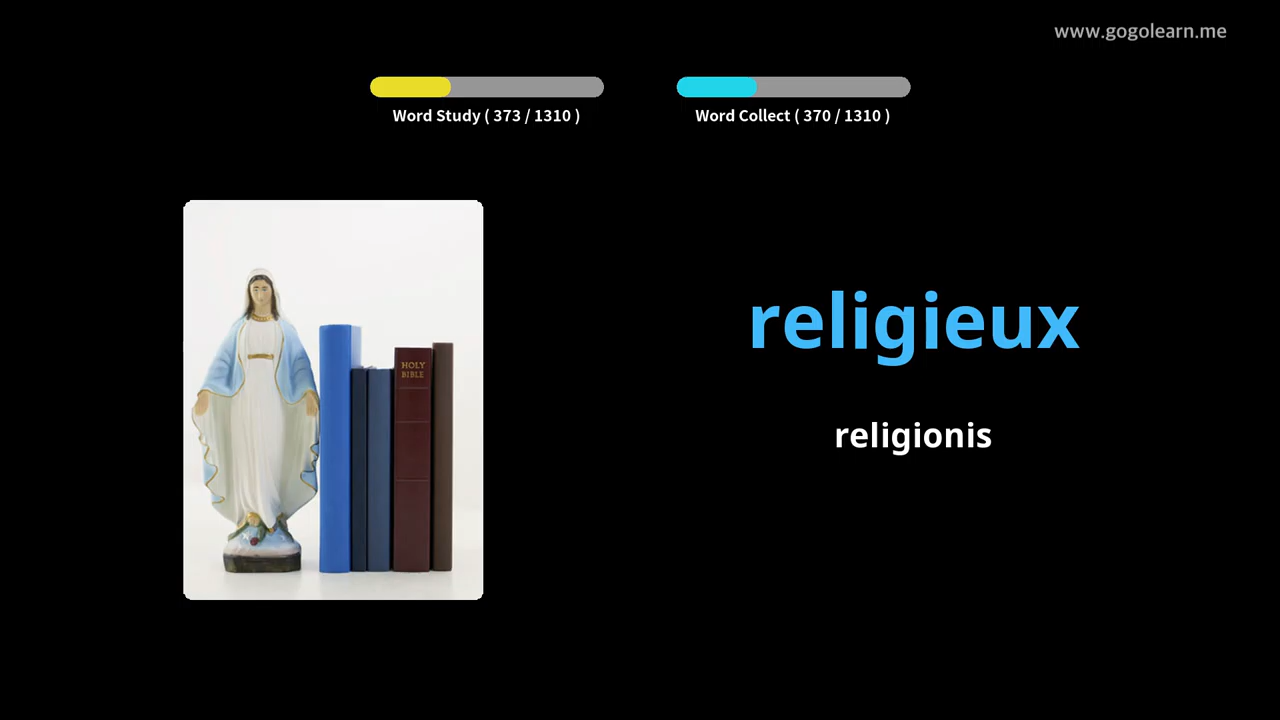 www.gogolearn.me
Word Study ( 373 / 1310 )
Word Collect ( 370 / 1310 )
HOLY
BIBLE
religieux
religionis